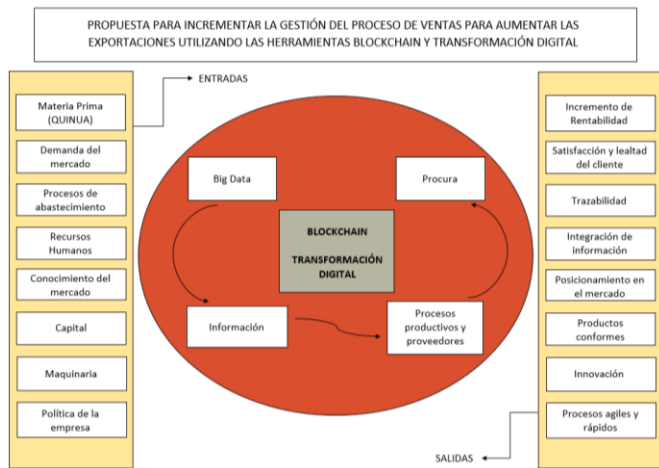 PROPUESTA PARA INCREMENTAR LA GESTIÓN DEL PROCESO DE VENTAS PARA AUMENTAR LAS
EXPORTACIONES UTILIZANDO LAS HERRAMIENTAS BLOCKCHAIN Y TRANSFORMACIÓN DIGITAL
ENTRADAS
Materia Prima
(QUINUA)
Demanda del
mercado
Procesos de
abastecimiento
Recursos
Humanos
Conocimiento del
mercado
Capital
Maquinaria
Política de la
empresa
Big Data
Procura
BLOCKCHAIN
TRANSFORMACIÓN
DIGITAL
Información
Procesos
productivos y
proveedores
Incremento de
Rentabilidad
Satisfacción y lealtad
del cliente
Trazabilidad
Integración de
información
Posicionamiento en
el mercado
Productos
conformes
Innovación
Procesos agiles y
rápidos
SALIDAS